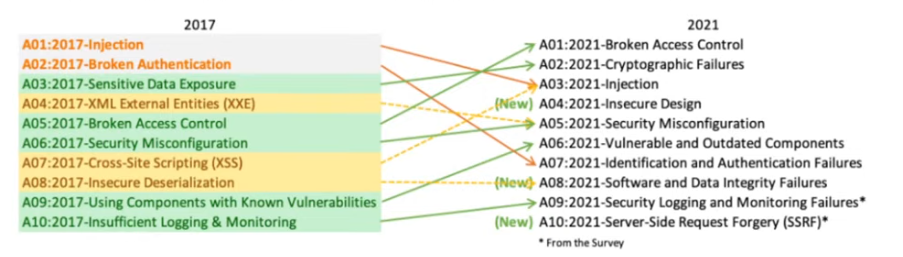 2017
2021
A01:2017-Injection
A02:2017-Broken Authentication
A03:2017-Sensitive Data Exposure
A04:2017-XML External Entities (XXE)
A05:2017-Broken Access Control
A06:2017-Security Misconfiguration
A07:2017-Cross-Site Scripting (XSS)
A08:2017-Insecure Deserialization
A09:2017-Using Components with Known Vulnerabilities
A10:2017-Insufficient Logging & Monitoring
A01:2021-Broken Access Control
A02:2021-Cryptographic Failures
A03:2021-Injection
(New) A04:2021-Insecure Design
A05:2021-Security Misconfiguration
A06:2021-Vulnerable and Outdated Components
A07:2021-Identification and Authentication Failures
(New) A08:2021-Software and Data Integrity Failures
A09:2021-Security Logging and Monitoring Failures*
(New) A10:2021-Server-Side Request Forgery (SSRF)*
* From the Survey